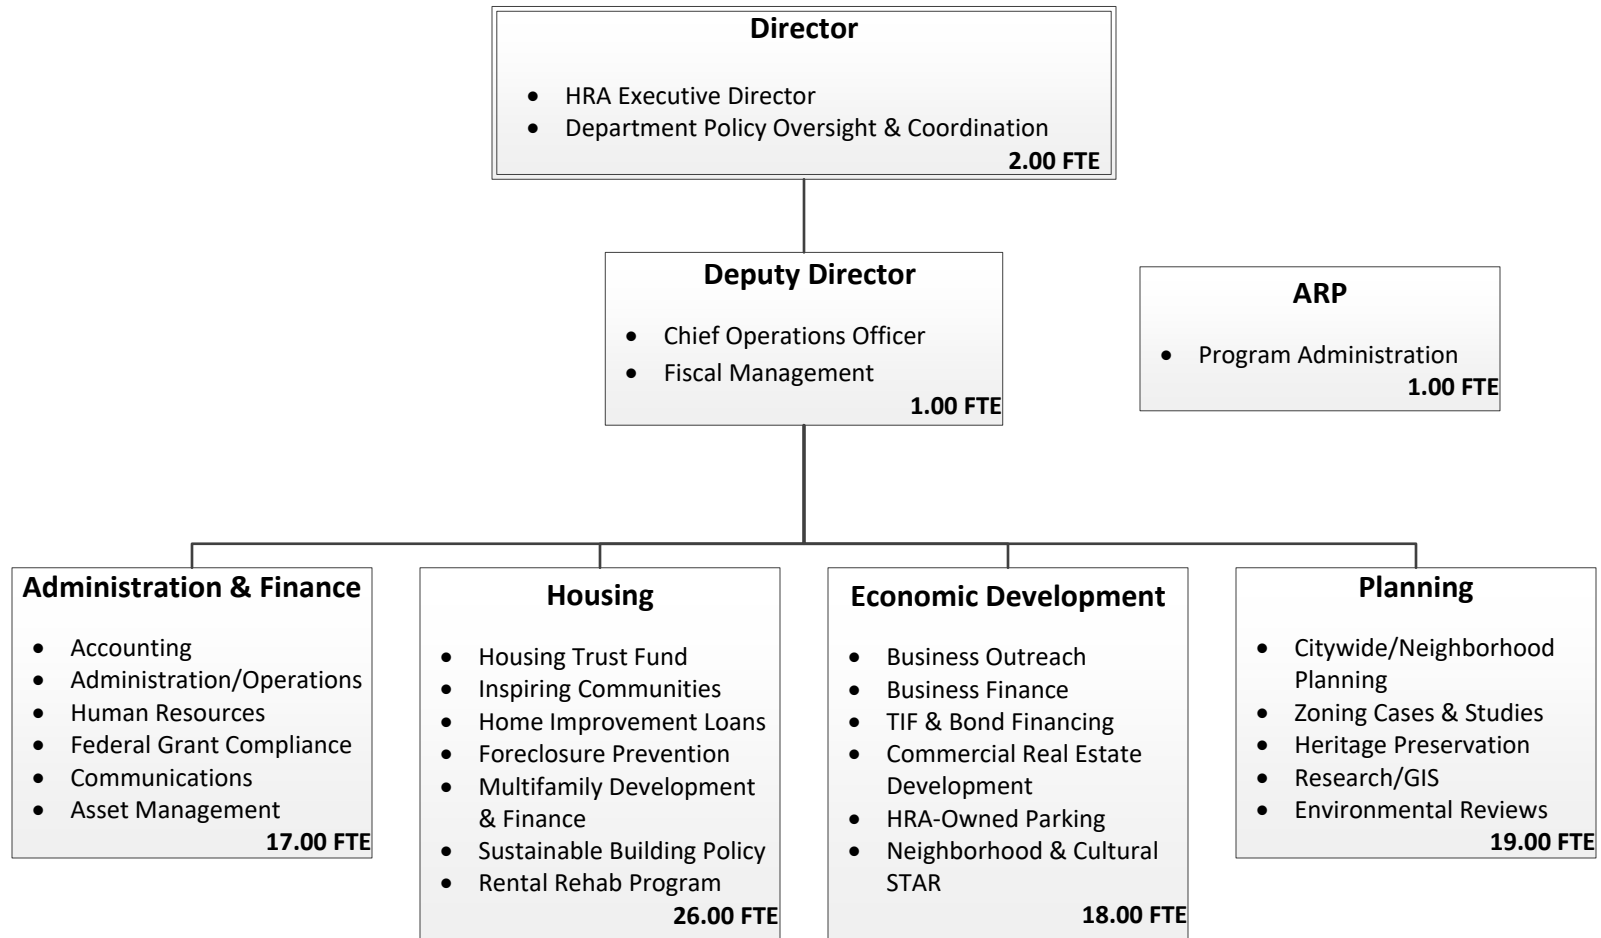 Director
• HRA Executive Director
• Department Policy Oversight & Coordination
2.00 FTE
Deputy Director
• Chief Operations Officer
• Fiscal Management
1.00 FTE
ARP
• Program Administration
1.00 FTE
Administration & Finance
• Accounting
• Administration/Operations
• Human Resources
• Federal Grant Compliance
• Communications
• Asset Management
17.00 FTE
Housing
• Housing Trust Fund
• Inspiring Communities
• Home Improvement Loans
• Foreclosure Prevention
• Multifamily Development
& Finance
• Sustainable Building Policy
• Rental Rehab Program
26.00 FTE
Economic Development
• Business Outreach
• Business Finance
• TIF & Bond Financing
• Commercial Real Estate
Development
• HRA-Owned Parking
• Neighborhood & Cultural
STAR
18.00 FTE
Planning
• Citywide/Neighborhood
Planning
• Zoning Cases & Studies
• Heritage Preservation
• Research/GIS
• Environmental Reviews
19.00 FTE